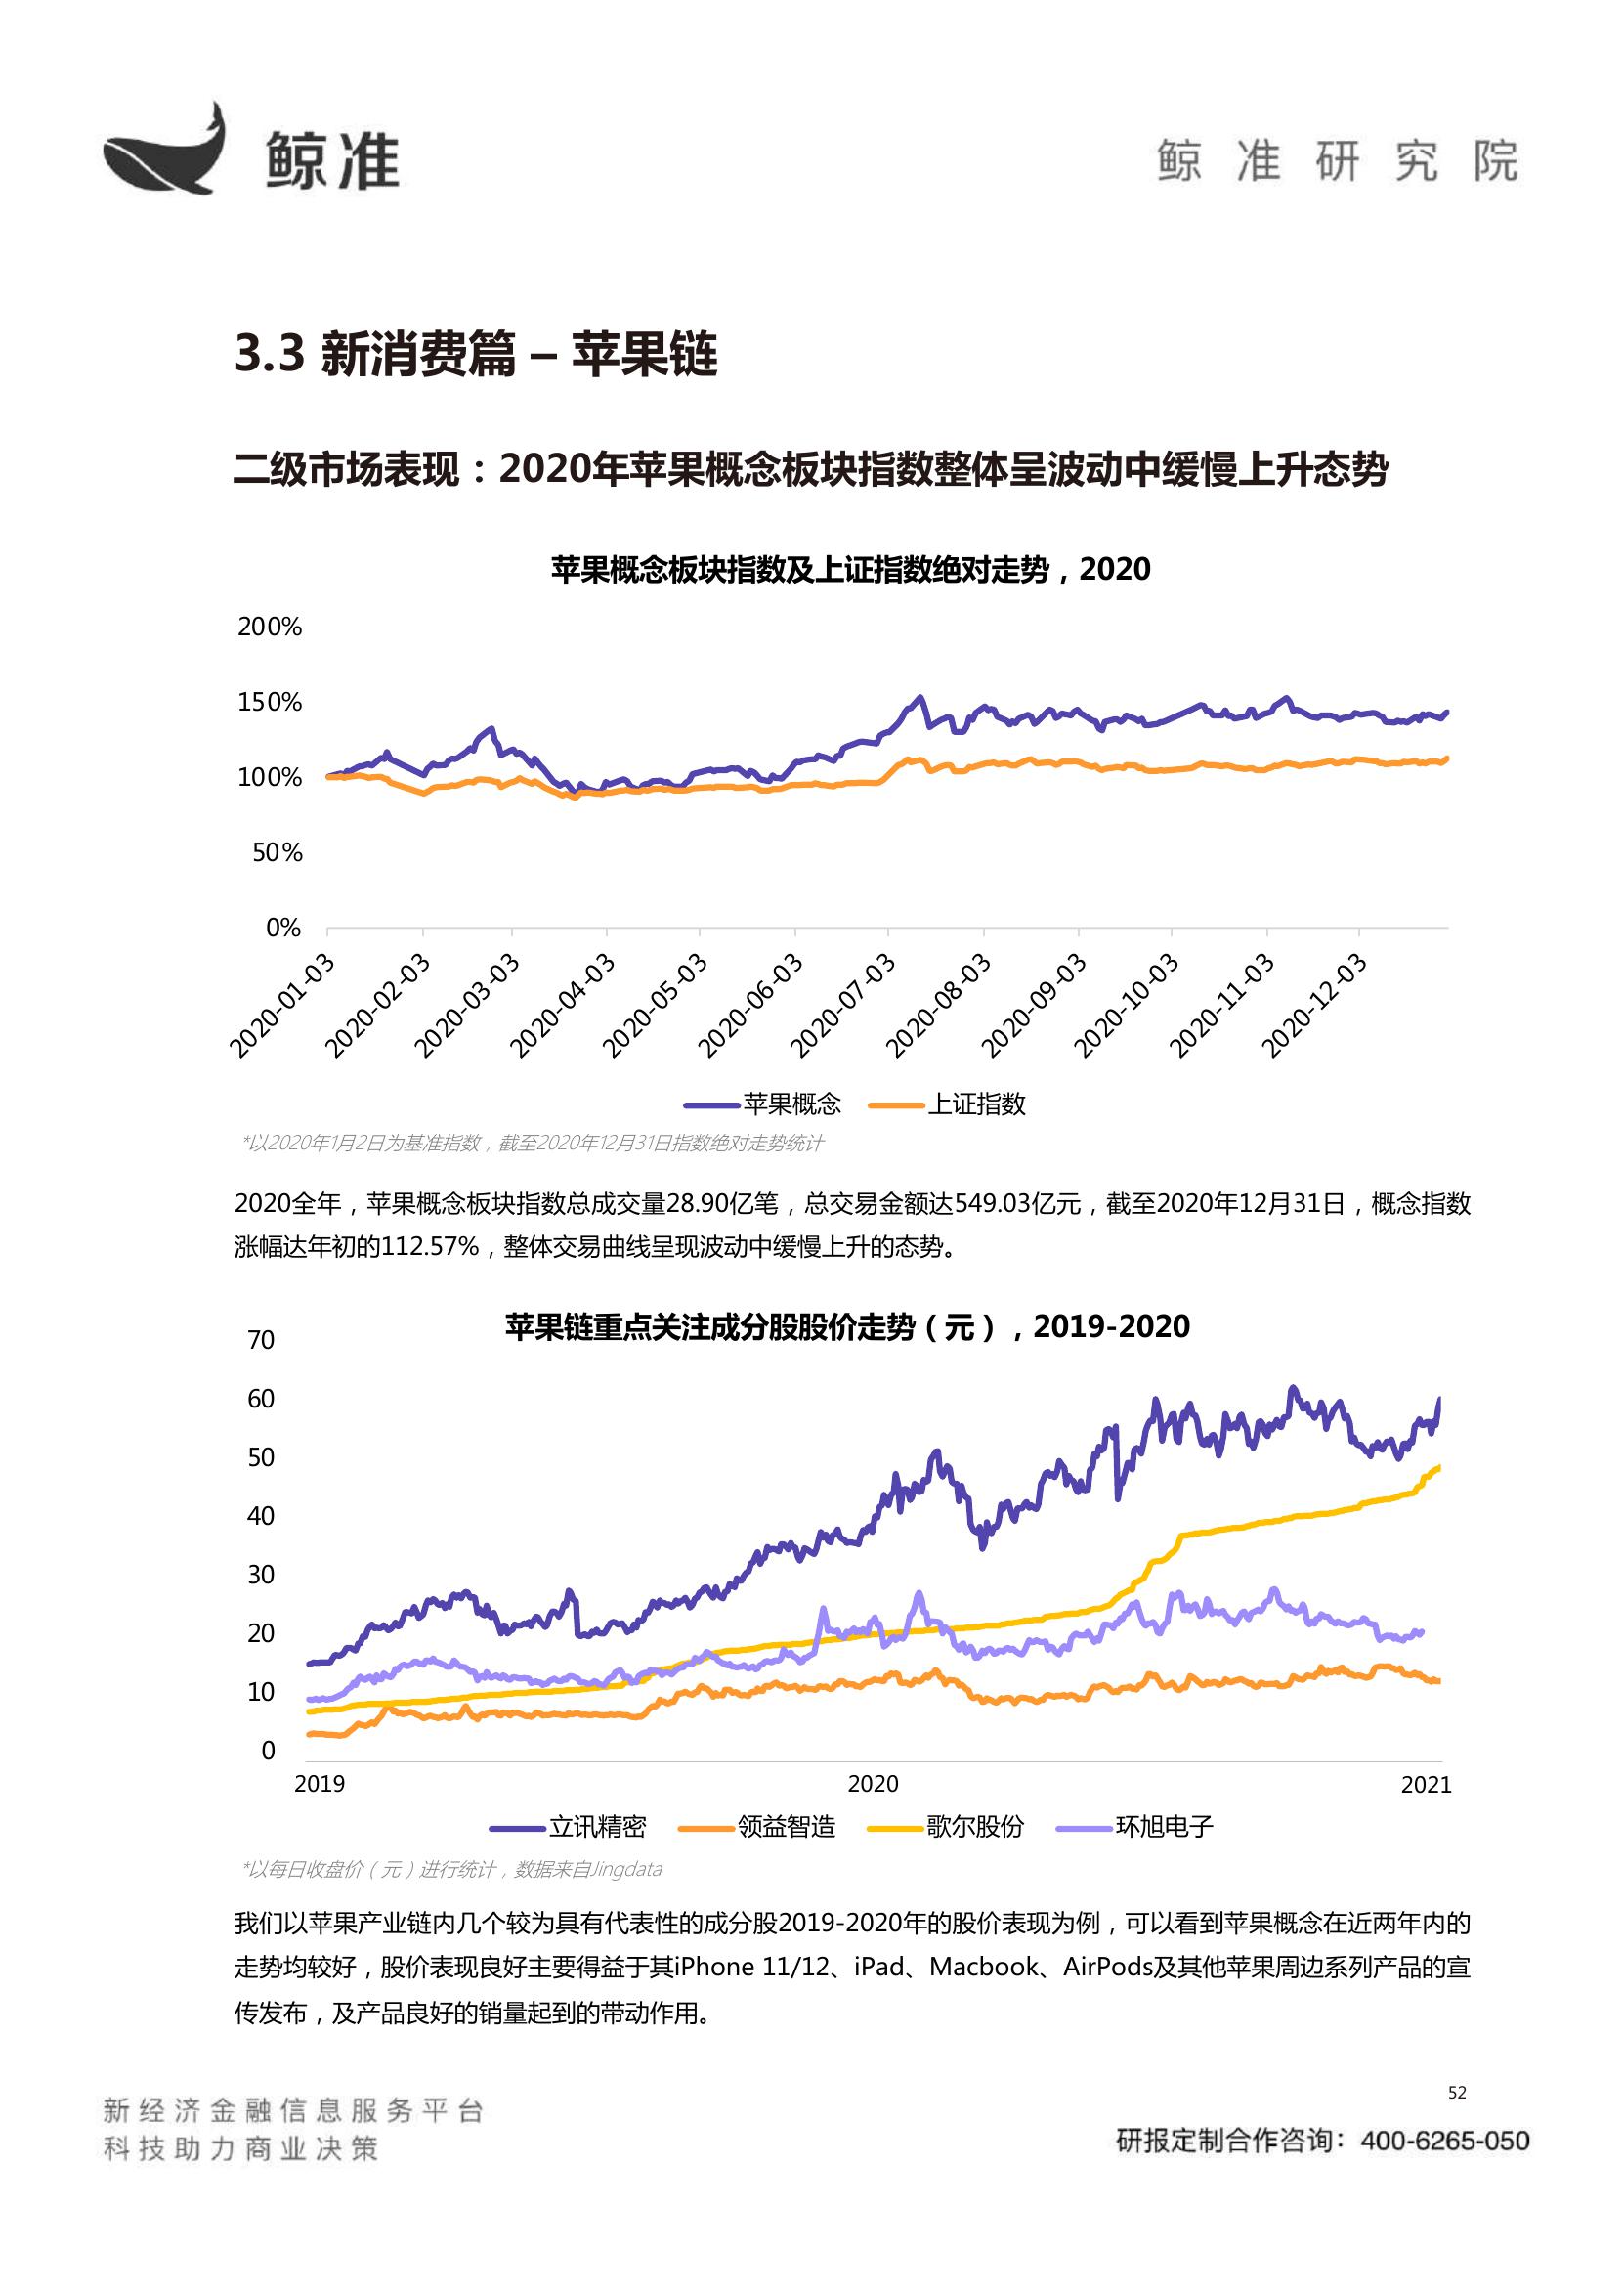 鲸准
鲸准研究院
3.3 新消费篇 – 苹果链
二级市场表现：2020年苹果概念板块指数整体呈波动中缓慢上升态势
苹果概念板块指数及上证指数绝对走势，2020
200%
150%
100%
50%
0%
2020-01-03
2020-02-03
2020-03-03
2020-04-03
2020-05-03
2020-06-03
2020-07-03
2020-08-03
2020-09-03
2020-10-03
2020-11-03
2020-12-03
苹果概念 上证指数
*以2020年1月2日为基准指数，截至2020年12月31日指数绝对走势统计
2020全年，苹果概念板块指数总成交量28.90亿笔，总交易金额达549.03亿元，截至2020年12月31日，概念指数
涨幅达年初的112.57%，整体交易曲线呈现波动中缓慢上升的态势。
苹果链重点关注成分股股价走势（元），2019-2020
70
60
50
40
30
20
10
0
2019 2020 2021
立讯精密 领益智造 歌尔股份 环旭电子
*以每日收盘价（元）进行统计，数据来自Jingdata
我们以苹果产业链内几个较为具有代表性的成分股2019-2020年的股价表现为例，可以看到苹果概念在近两年内的
走势均较好，股价表现良好主要得益于其iPhone 11/12、iPad、Macbook、AirPods及其他苹果周边系列产品的宣
传发布，及产品良好的销量起到的带动作用。
52
新经济金融信息服务平台
科技助力商业决策
研报定制合作咨询：400-6265-050